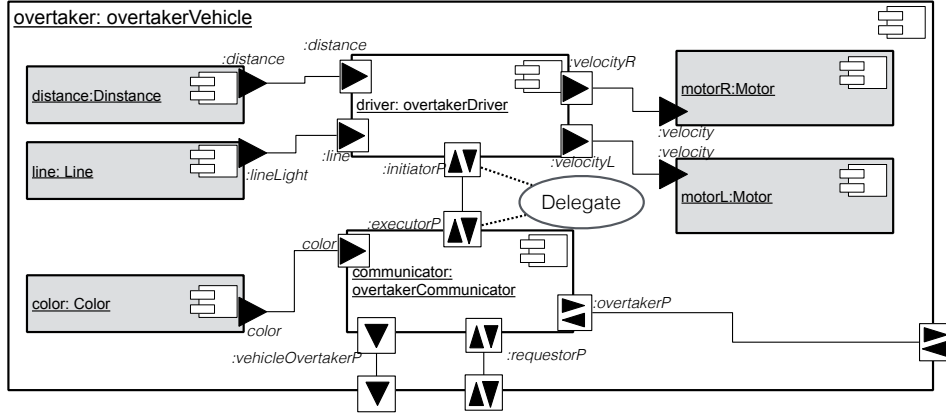 overtaker: overtakerVehicle
:distance
:distance
:velocityR
distance:Dinstance
driver: overtakerDriver
motorR:Motor
:velocity
:line
:velocityL
:velocity
line: Line
:lineLight
:initiatorP
Delegate
motorL:Motor
:executorP
color
communicator:
overtakerCommunicator
color: Color
:overtakerP
color
:vehicleOvertakerP
:requestorP